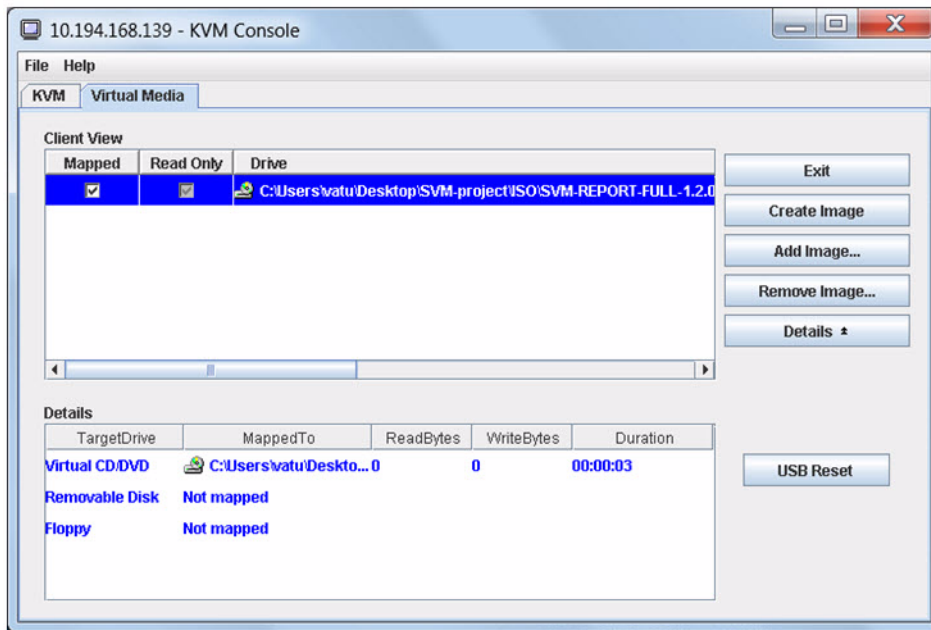 10.194.168.139 - KVM Console
File Help
KVM Virtual Media
Client View
Mapped Read Only Drive
C:\Users\vatu\Desktop\SVM-project\ISO\SVM-REPORT-FULL-1.2.0
Exit
Create Image
Add Image...
Remove Image...
Details
Details
TargetDrive MappedTo ReadBytes WriteBytes Duration
Virtual CD/DVD C:\Users\vatu\Deskto... 0 0 00:00:03
Removable Disk Not mapped
Floppy Not mapped
USB Reset